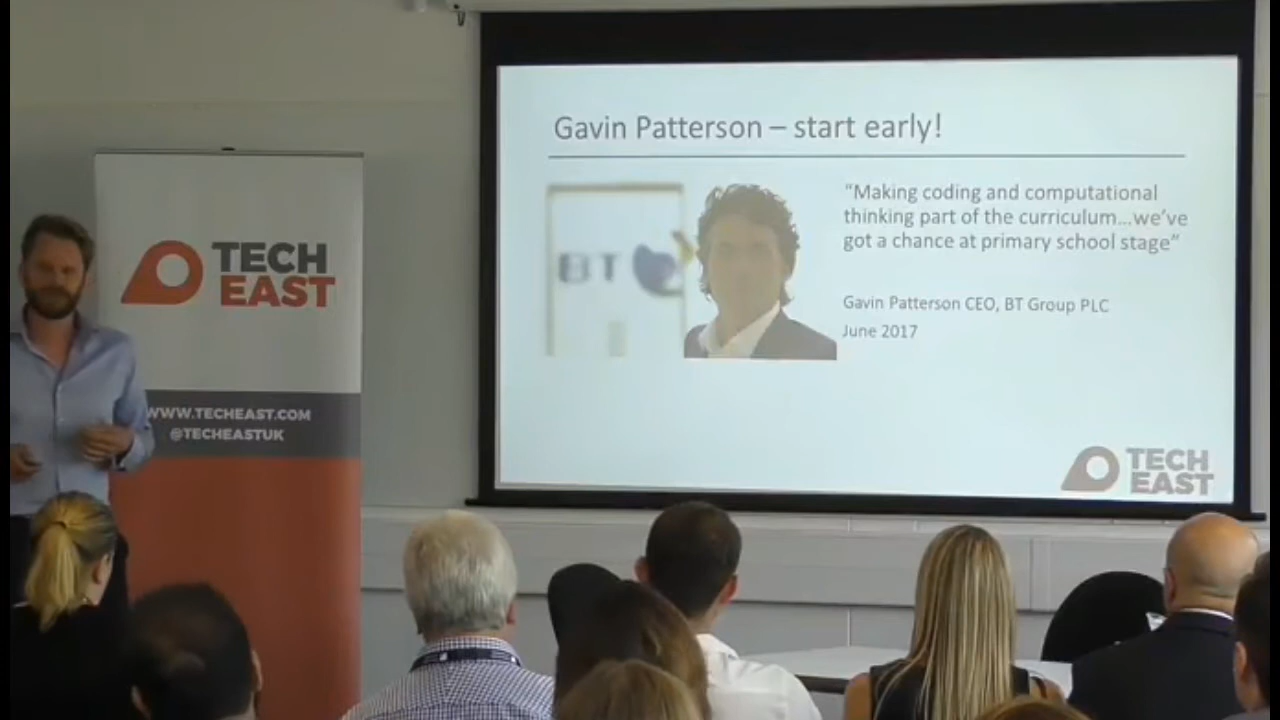 Gavin Patterson – start early!
“Making coding and computational
thinking part of the curriculum...we've
got a chance at primary school stage”
Gavin Patterson CEO, BT Group PLC
June 2017
BT
TECH
EAST
TECH
EAST
WWW.TECHEAST.COM
@TECHEASTUK